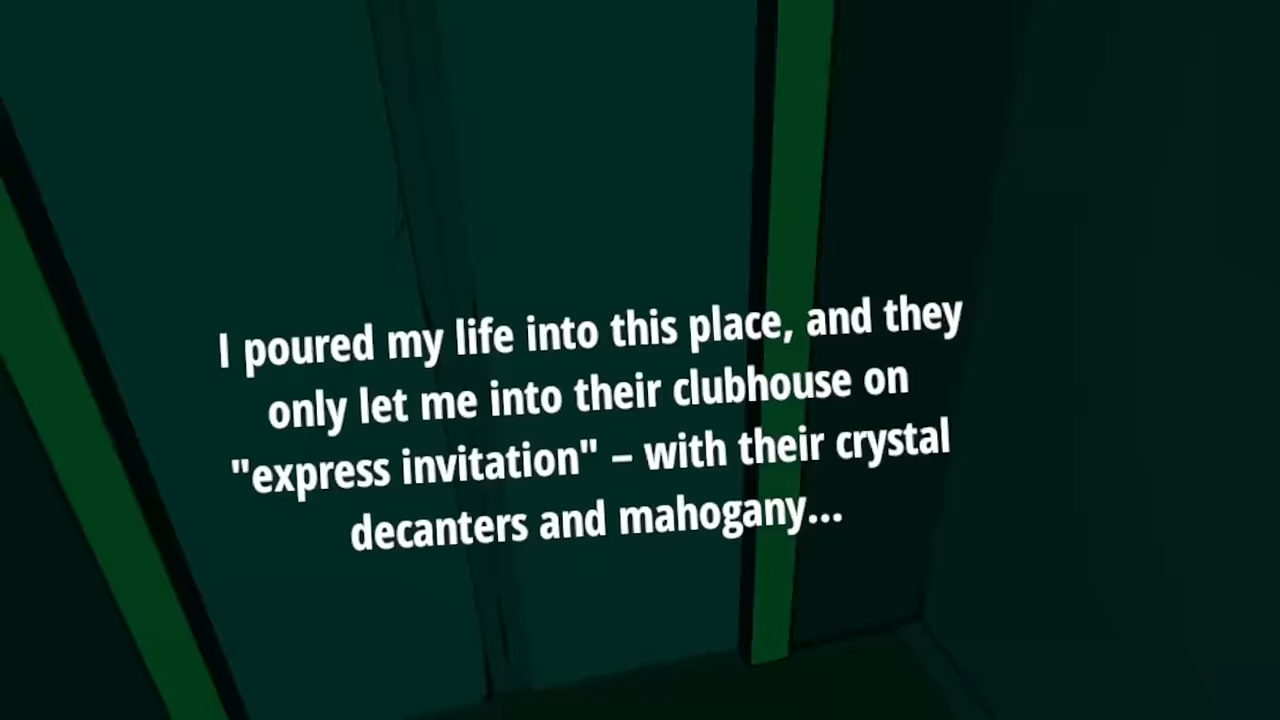 I poured my life into this place, and they
only let me into their clubhouse on
"express invitation" – with their crystal
decanters and mahogany...